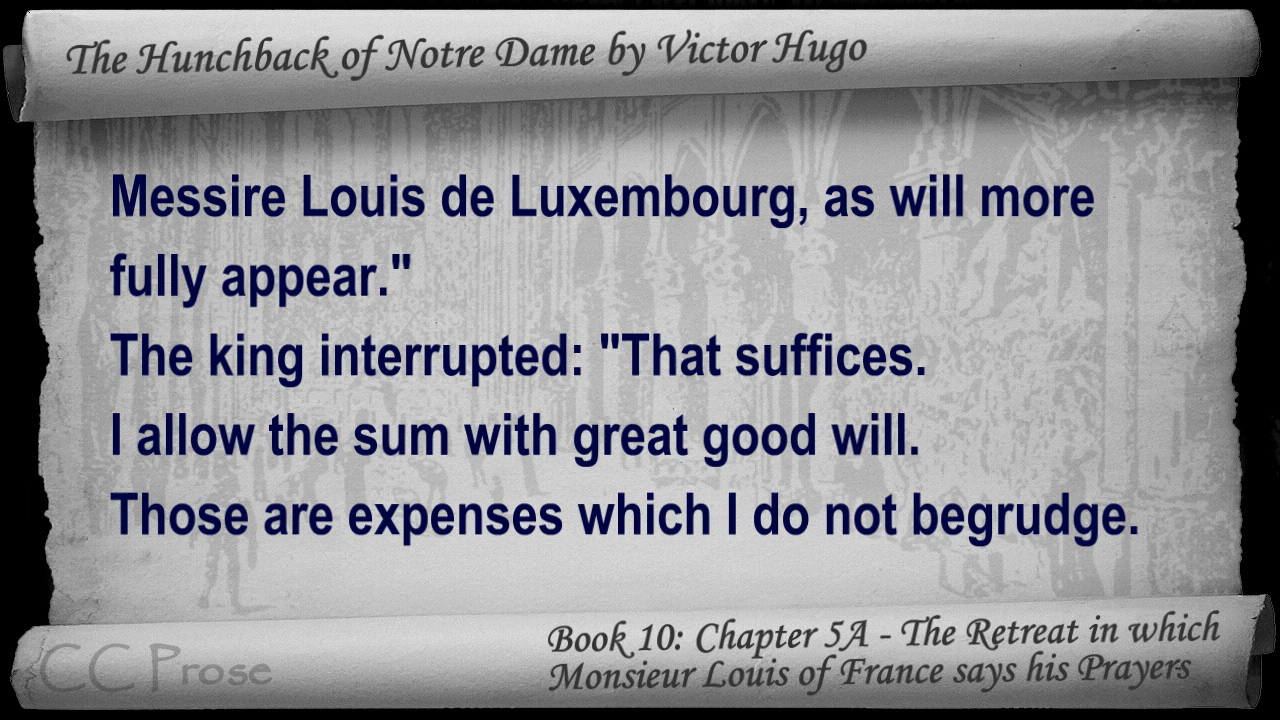 The Hunchback of Notre Dame by Victor Hugo
Messire Louis de Luxembourg, as will more
fully appear."
The king interrupted: "That suffices.
I allow the sum with great good will.
Those are expenses which I do not begrudge.
CC Prose
Book 10: Chapter 5A - The Retreat in which
Monsieur Louis of France says his Prayers